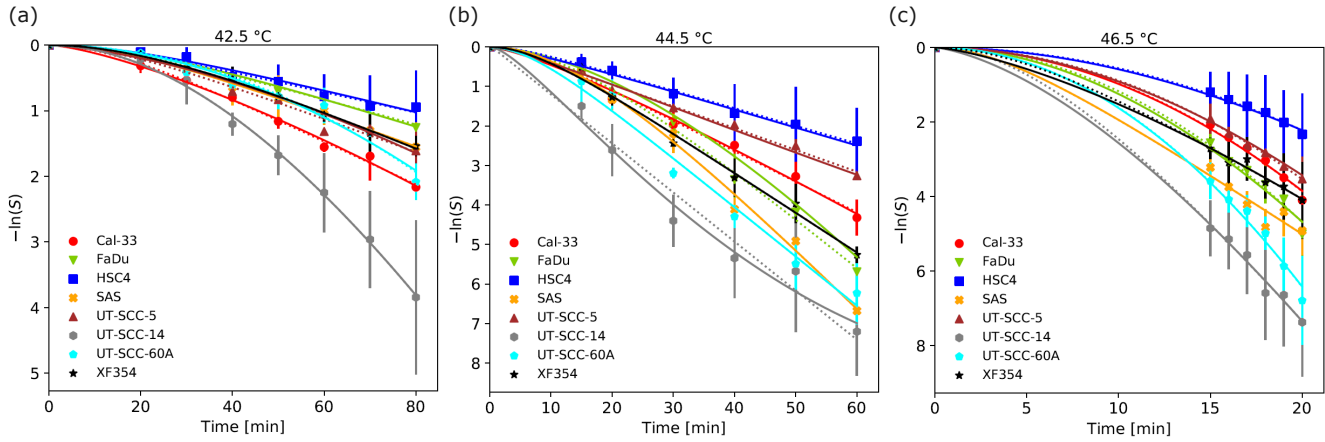 (a)
42.5 °C
0
1
2
3
4
5
−ln(S)
Cal-33
FaDu
HSC4
SAS
UT-SCC-5
UT-SCC-14
UT-SCC-60A
XF354
0 20 40 60 80
Time [min]
(b)
44.5 °C
0
1
2
3
4
5
6
7
8
−ln(S)
Cal-33
FaDu
HSC4
SAS
UT-SCC-5
UT-SCC-14
UT-SCC-60A
XF354
0 10 20 30 40 50 60
Time [min]
(c)
46.5 °C
0
2
4
6
8
−ln(S)
Cal-33
FaDu
HSC4
SAS
UT-SCC-5
UT-SCC-14
UT-SCC-60A
XF354
0 5 10 15 20
Time [min]